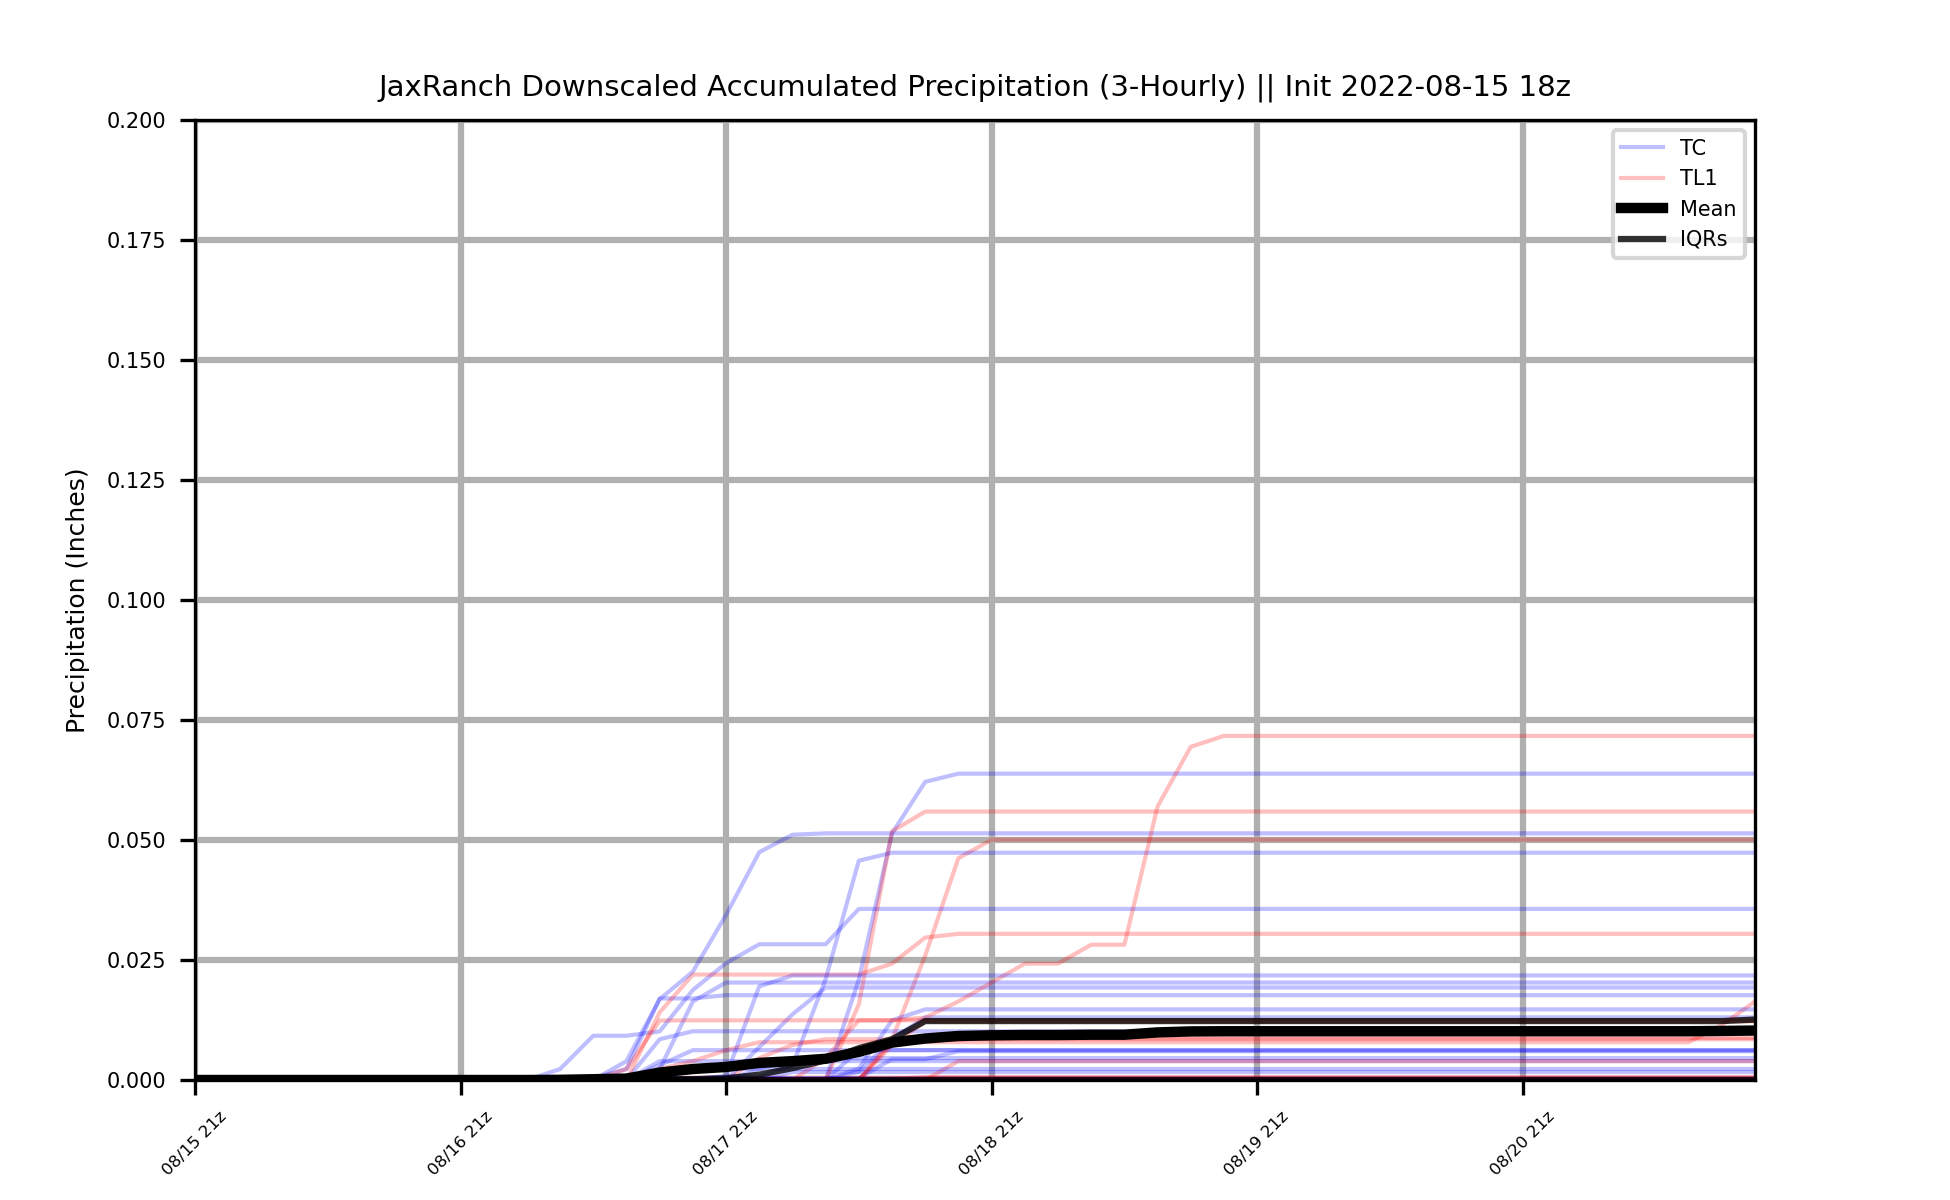 JaxRanch Downscaled Accumulated Precipitation (3-Hourly) || Init 2022-08-15 18z
TC
TL1
Mean
IQRs
Precipitation (Inches)
0.200
0.175
0.150
0.125
0.100
0.075
0.050
0.025
0.000
08/15 21z
08/16 21z
08/17 21z
08/18 21z
08/19 21z
08/20 21z